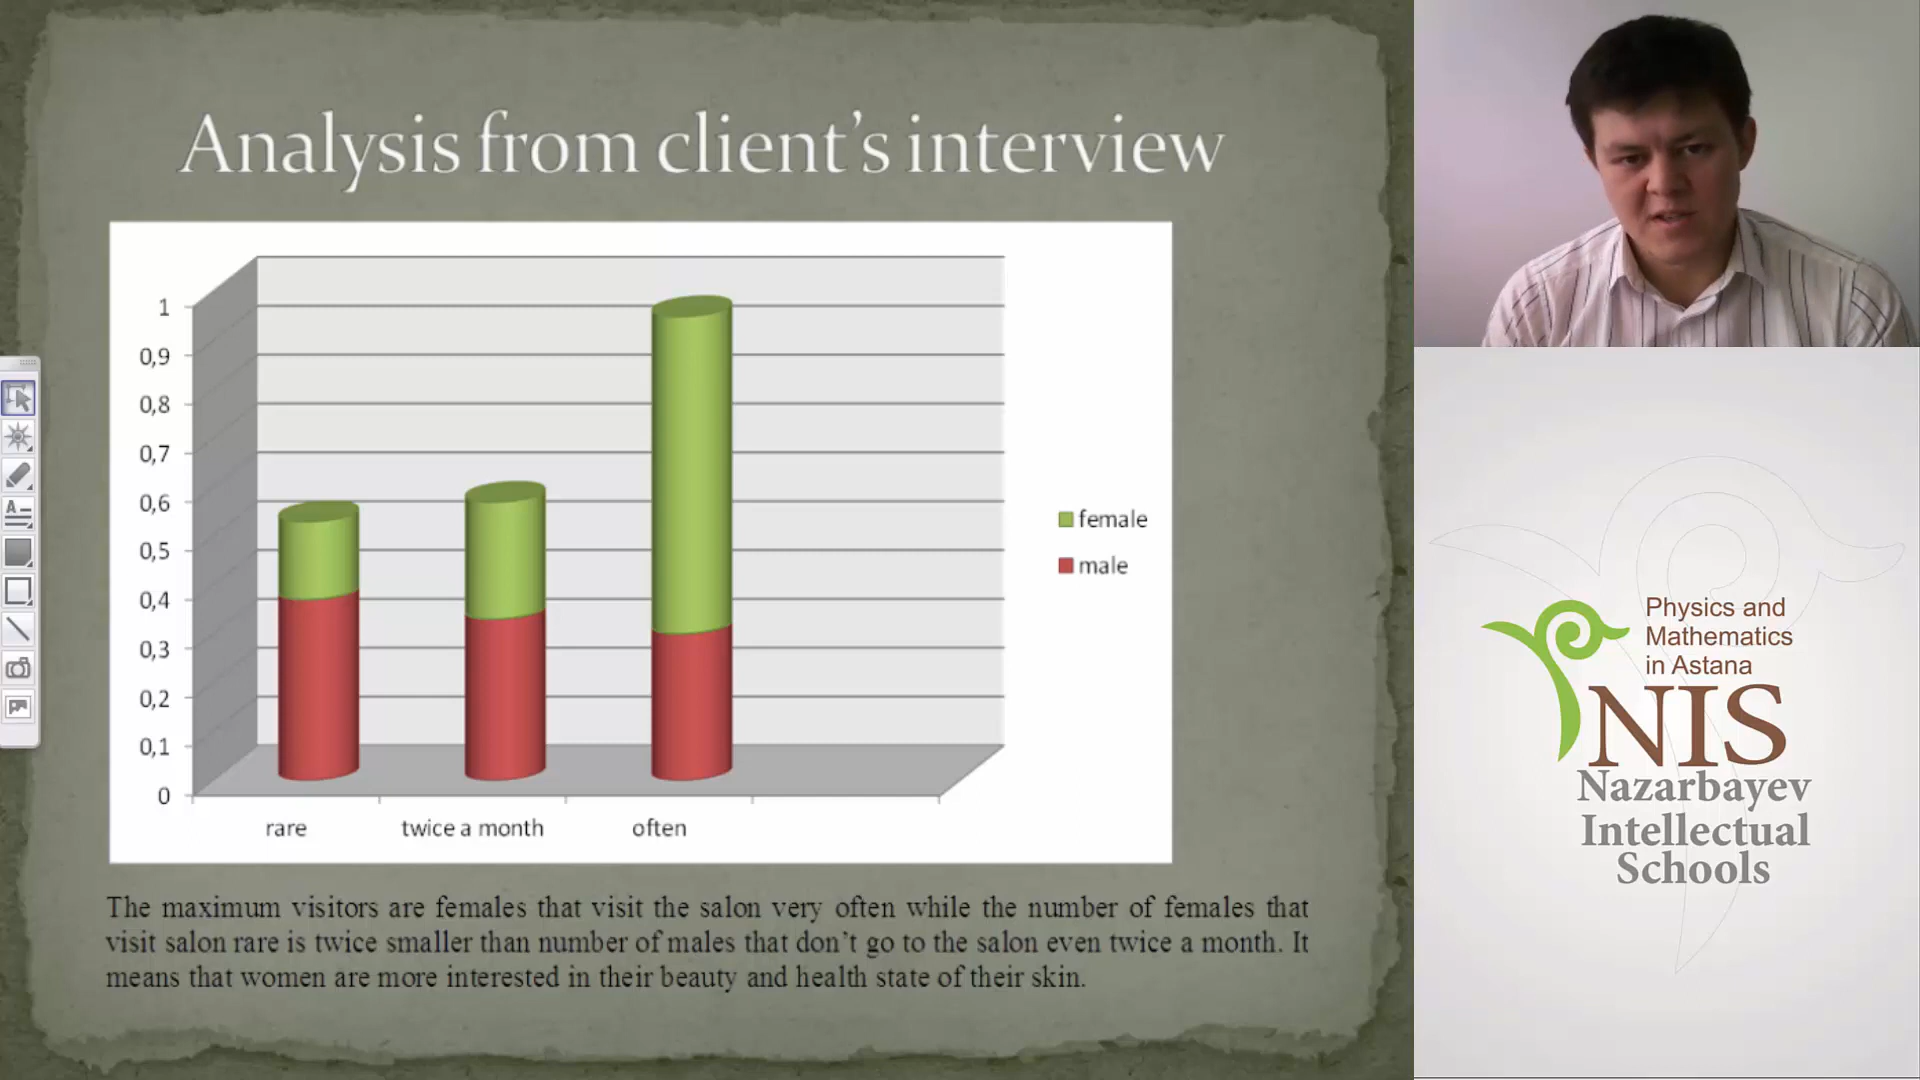 Analysis from client’s interview
1
0,9
0,8
0,7
0,6
0,5
0,4
0,3
0,2
0,1
0
rare
twice a month
often
female
male
The maximum visitors are females that visit the salon very often while the number of females that
visit salon rare is twice smaller than number of males that don’t go to the salon even twice a month. It
means that women are more interested in their beauty and health state of their skin.
Physics and
Mathematics
in Astana
NIS
Nazarbayev
Intellectual
Schools